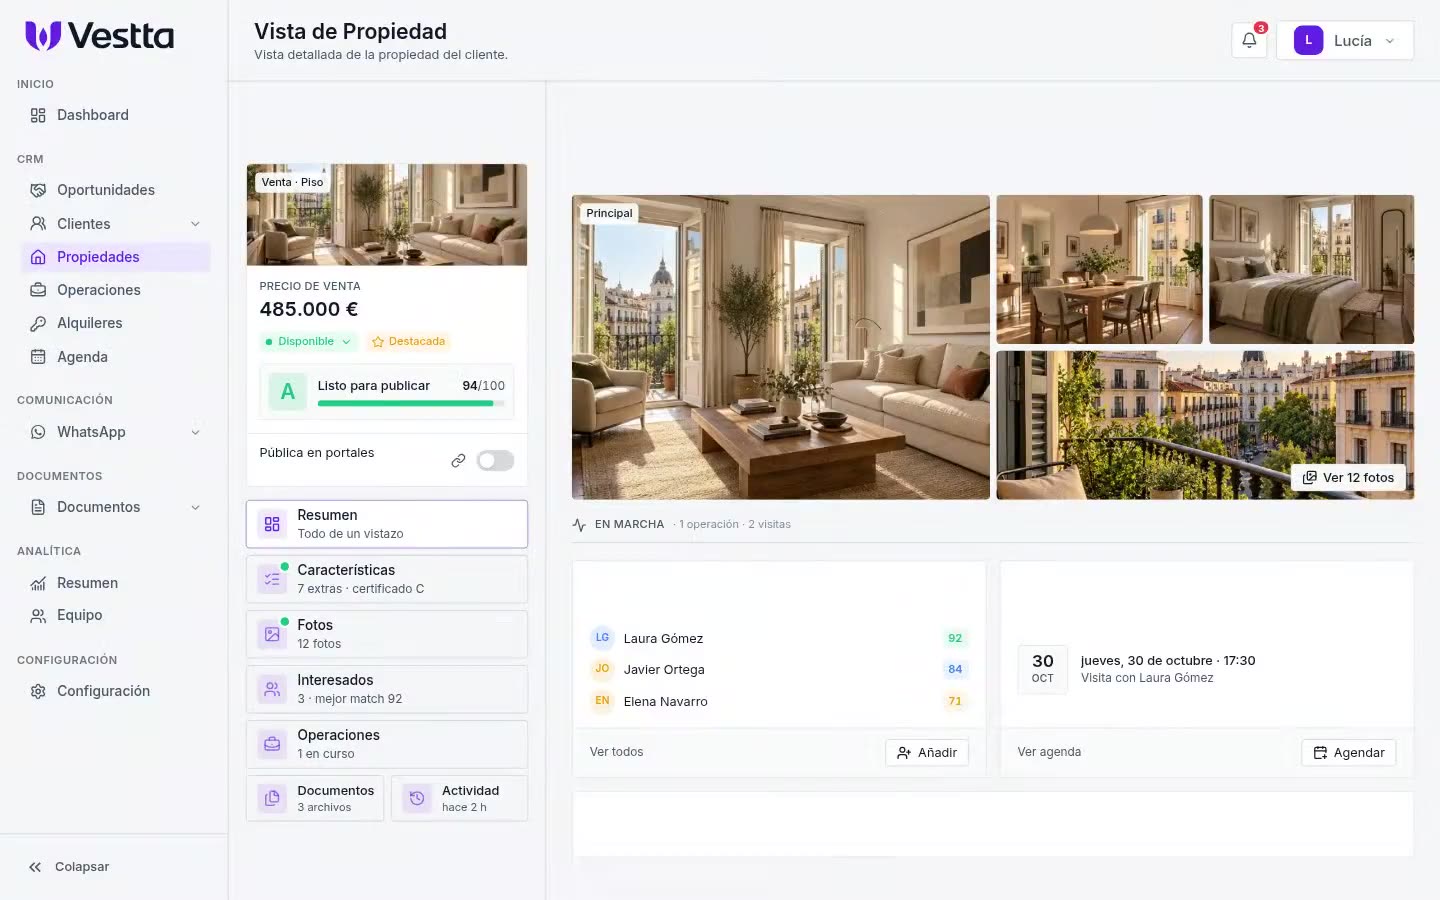 Vestta
INICIO
Dashboard
CRM
Oportunidades
Clientes
Propiedades
Operaciones
Alquileres
Agenda
COMUNICACIÓN
WhatsApp
DOCUMENTOS
Documentos
ANALÍTICA
Resumen
Equipo
CONFIGURACIÓN
Configuración
Colapsar
Vista de Propiedad
Vista detallada de la propiedad del cliente.
3
L Lucía
Venta · Piso
PRECIO DE VENTA
485.000 €
Disponible
Destacada
A
Listo para publicar 94/100
Pública en portales
Resumen
Todo de un vistazo
Características
7 extras · certificado C
Fotos
12 fotos
Interesados
3 · mejor match 92
Operaciones
1 en curso
Documentos
3 archivos
Actividad
hace 2 h
Principal
Ver 12 fotos
EN MARCHA · 1 operación · 2 visitas
LG Laura Gómez 92
JO Javier Ortega 84
EN Elena Navarro 71
Ver todos
Añadir
30
OCT
jueves, 30 de octubre · 17:30
Visita con Laura Gómez
Ver agenda
Agendar